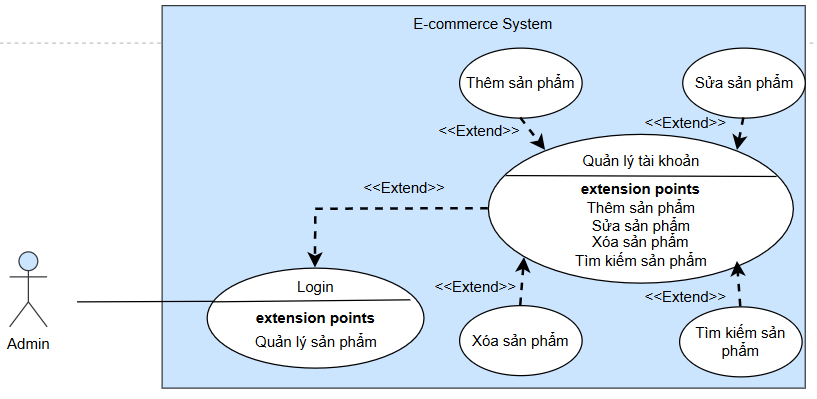 E-commerce System
Thêm sản phẩm
Sửa sản phẩm
<<Extend>>
<<Extend>>
Quản lý tài khoản
extension points
Thêm sản phẩm
Sửa sản phẩm
Xóa sản phẩm
Tìm kiếm sản phẩm
<<Extend>>
Login
extension points
Quản lý sản phẩm
<<Extend>>
<<Extend>>
Xóa sản phẩm
Tìm kiếm sản
phẩm
Admin